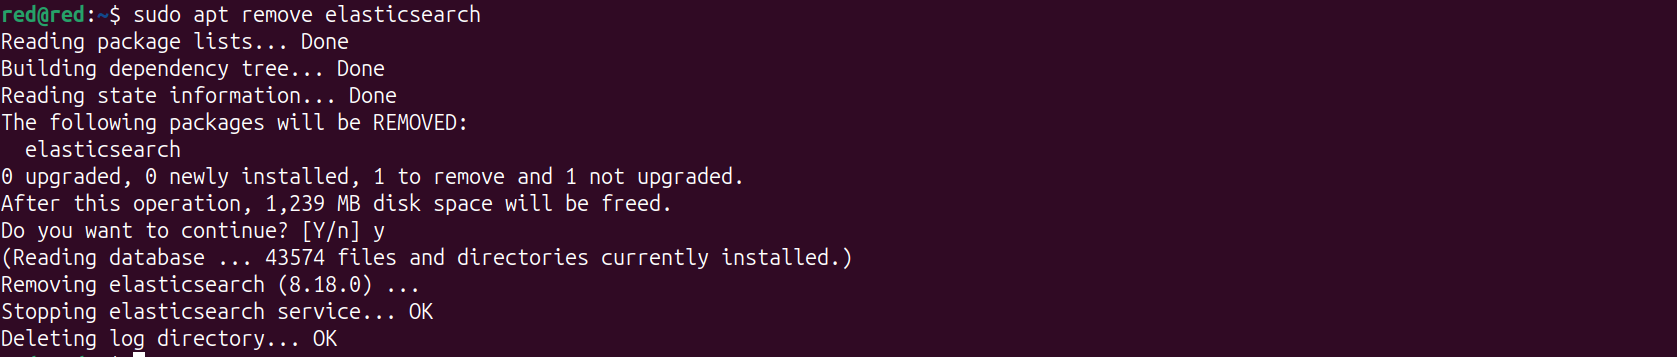 red@red:~$ sudo apt remove elasticsearch
Reading package lists... Done
Building dependency tree... Done
Reading state information... Done
The following packages will be REMOVED:
  elasticsearch
0 upgraded, 0 newly installed, 1 to remove and 1 not upgraded.
After this operation, 1,239 MB disk space will be freed.
Do you want to continue? [Y/n] y
(Reading database ... 43574 files and directories currently installed.)
Removing elasticsearch (8.18.0) ...
Stopping elasticsearch service... OK
Deleting log directory... OK